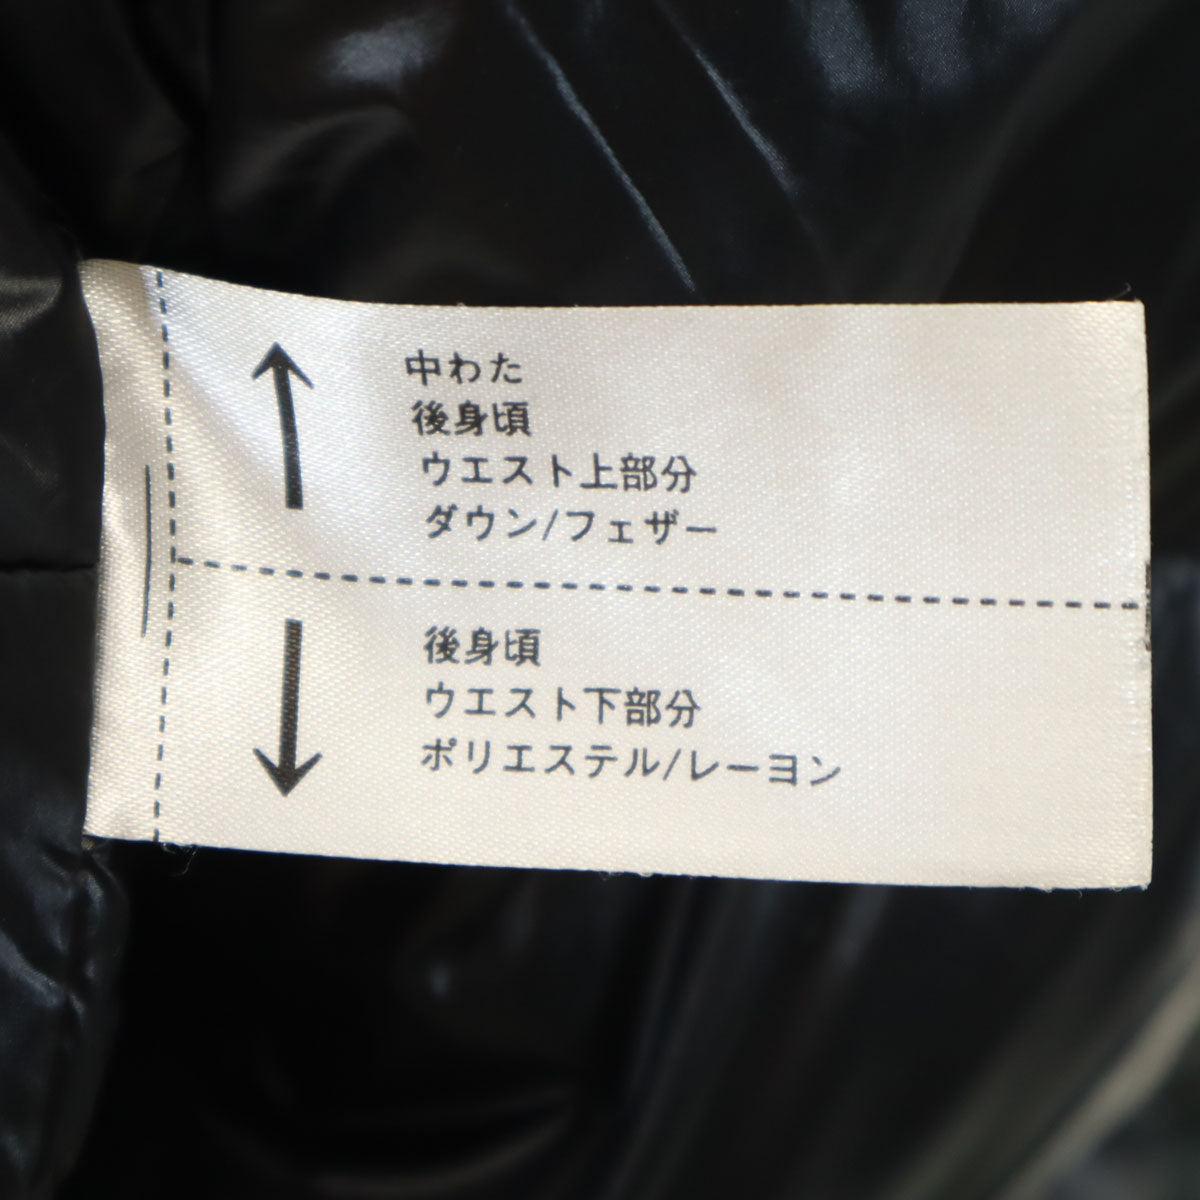 中わた
後身頃
ウエスト上部分
ダウン/フェザー
後身頃
ウエスト下部分
ポリエステル/レーヨン